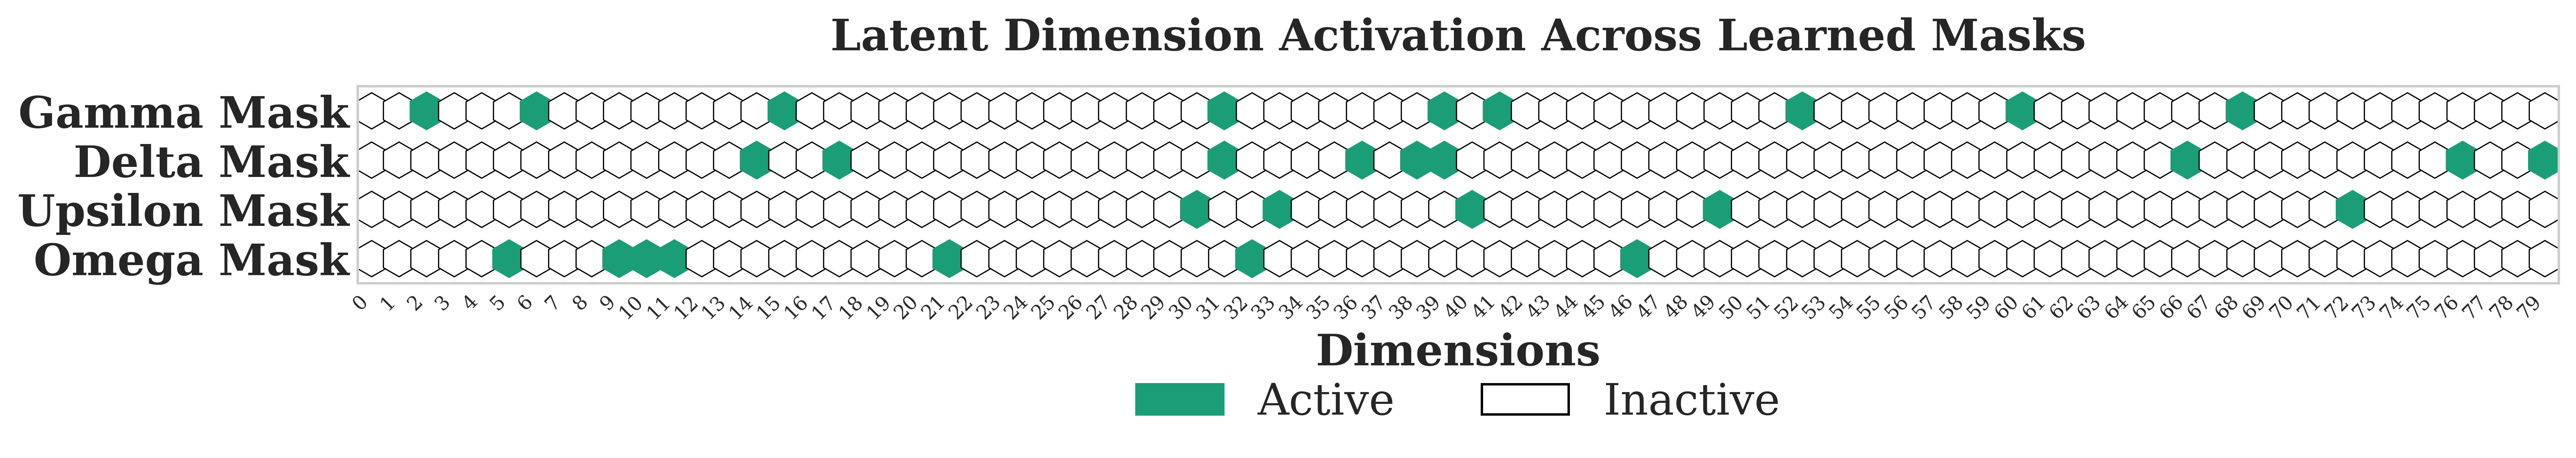 Latent Dimension Activation Across Learned Masks
Gamma Mask
Delta Mask
Upsilon Mask
Omega Mask
0 1 2 3 4 5 6 7 8 9 10 11 12 13 14 15 16 17 18 19 20 21 22 23 24 25 26 27 28 29 30 31 32 33 34 35 36 37 38 39 40 41 42 43 44 45 46 47 48 49 50 51 52 53 54 55 56 57 58 59 60 61 62 63 64 65 66 67 68 69 70 71 72 73 74 75 76 77 78 79
Dimensions
Active Inactive